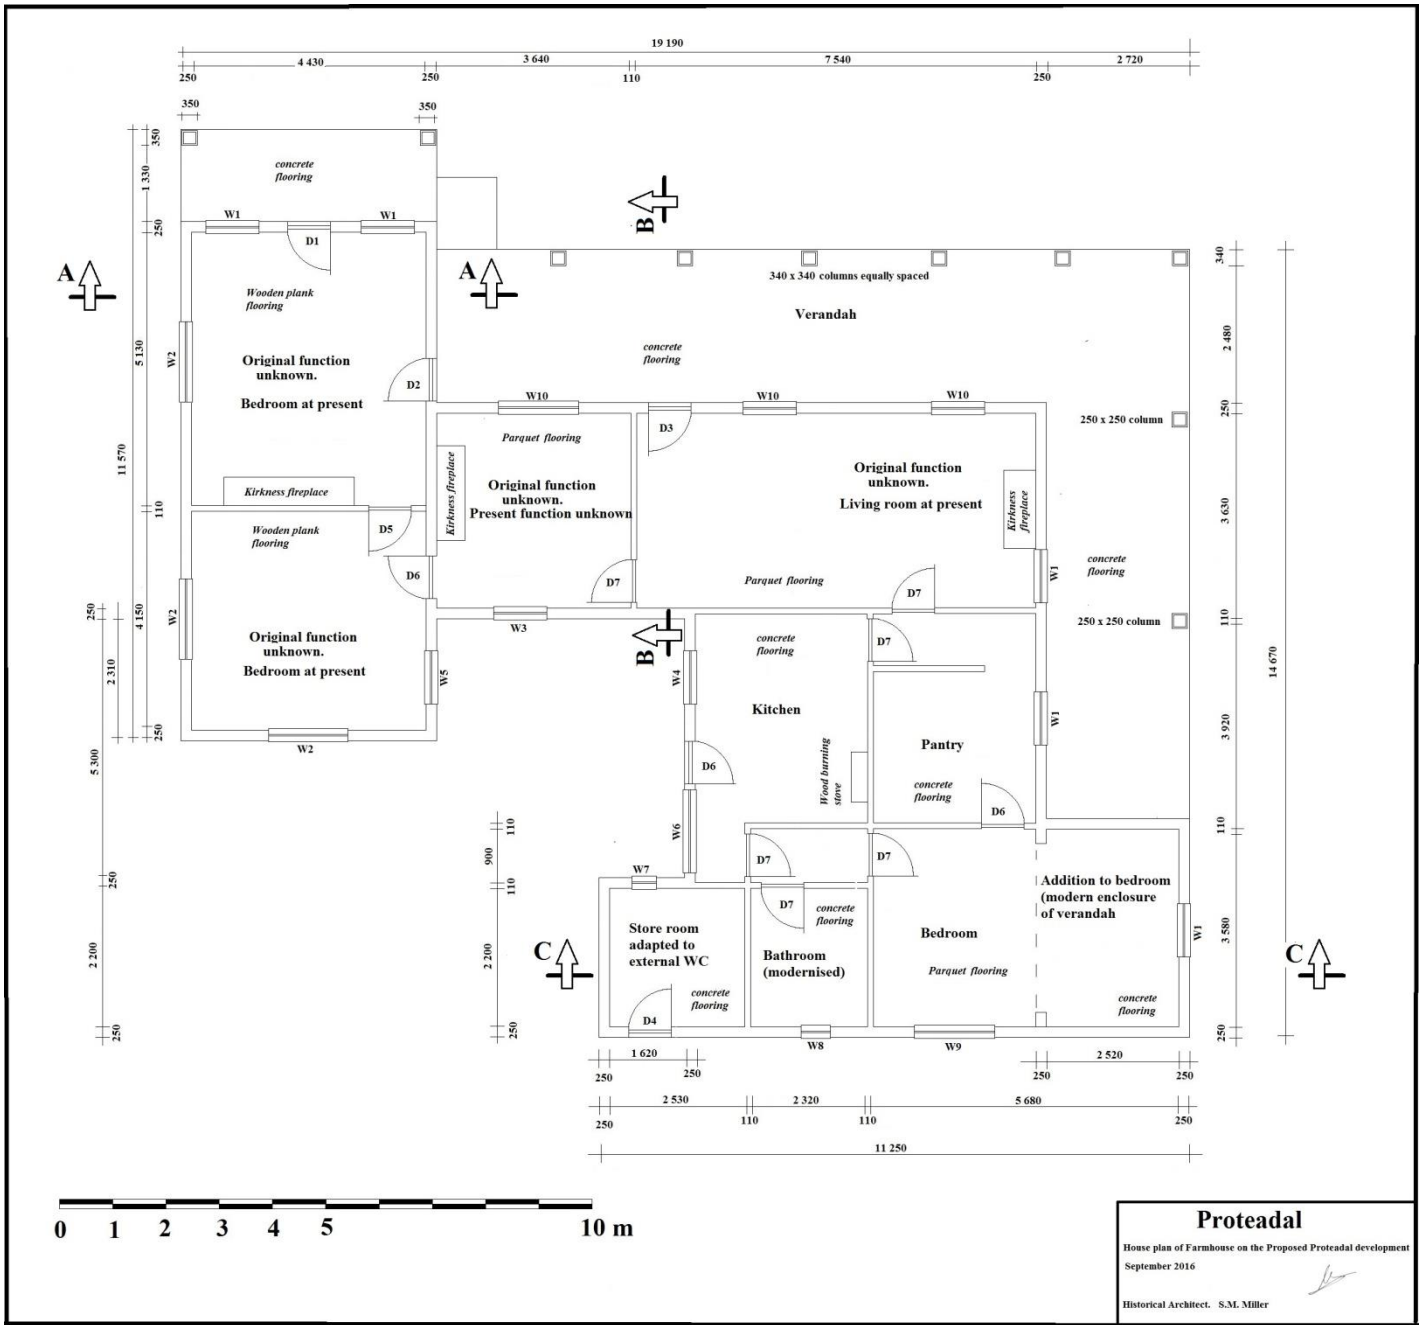 19 190
4 430
3 640
7 540
2 720
250
250
110
250
350
350
350
1 330
250
5 130
11 570
110
4 150
250
concrete
flooring
W1
W1
D1
B
A
A
340 x 340 columns equally spaced
Verandah
340
2 480
250
3 630
110
3 920
14 670
110
3 580
250
Wooden plank
flooring
W2
Original function
unknown.
Bedroom at present
D2
concrete
flooring
W10
W10
W10
250 x 250 column
D3
Parquet flooring
Kirkness fireplace
Original function
unknown.
Present function unknown
Original function
unknown.
Living room at present
Kirkness
fireplace
Kirkness fireplace
Wooden plank
flooring
D5
D6
D7
Parquet flooring
D7
W1
concrete
flooring
W2
W3
250 x 250 column
Original function
unknown.
Bedroom at present
W5
W2
B
W4
concrete
flooring
D7
Kitchen
W1
Pantry
D6
Wood burning
stove
concrete
flooring
D6
W6
250
2 310
5 300
250
2 200
250
110
900
110
2 200
250
W7
D7
D7
D7
concrete
flooring
Addition to bedroom
(modern enclosure
of verandah
Store room
adapted to
external WC
Bathroom
(modernised)
Bedroom
W1
C
C
Parquet flooring
concrete
flooring
concrete
flooring
D4
W8
W9
1 620
2 520
250
250
250
250
2 530
2 320
5 680
250
110
110
250
11 250
0
1
2
3
4
5
10 m
Proteadal
House plan of Farmhouse on the Proposed Proteadal development
September 2016
Historical Architect. S.M. Miller